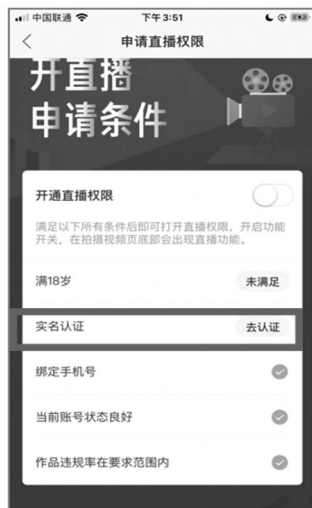 中国联通
下午3:51
申请直播权限
开直播
申请条件
开通直播权限
满足以下所有条件后即可打开直播权限，开启功能
开关，在拍摄视频页底部会出现直播功能。
满18岁
未满足
实名认证
去认证
绑定手机号
当前账号状态良好
作品违规率在要求范围内